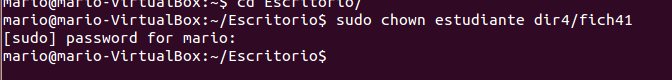 mario@mario-VirtualBox:~$ cd Escritorio/
mario@mario-VirtualBox:~/Escritorio$ sudo chown estudiante dir4/fich41
[sudo] password for mario:
mario@mario-VirtualBox:~/Escritorio$